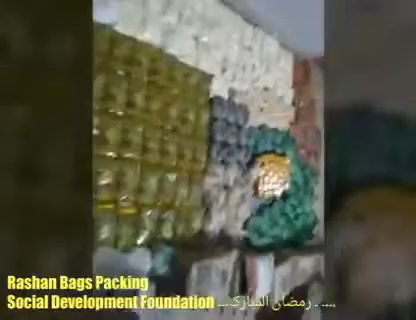 Rashan Bags Packing
Social Development Foundation ... رمضان المبارک ۔ ....